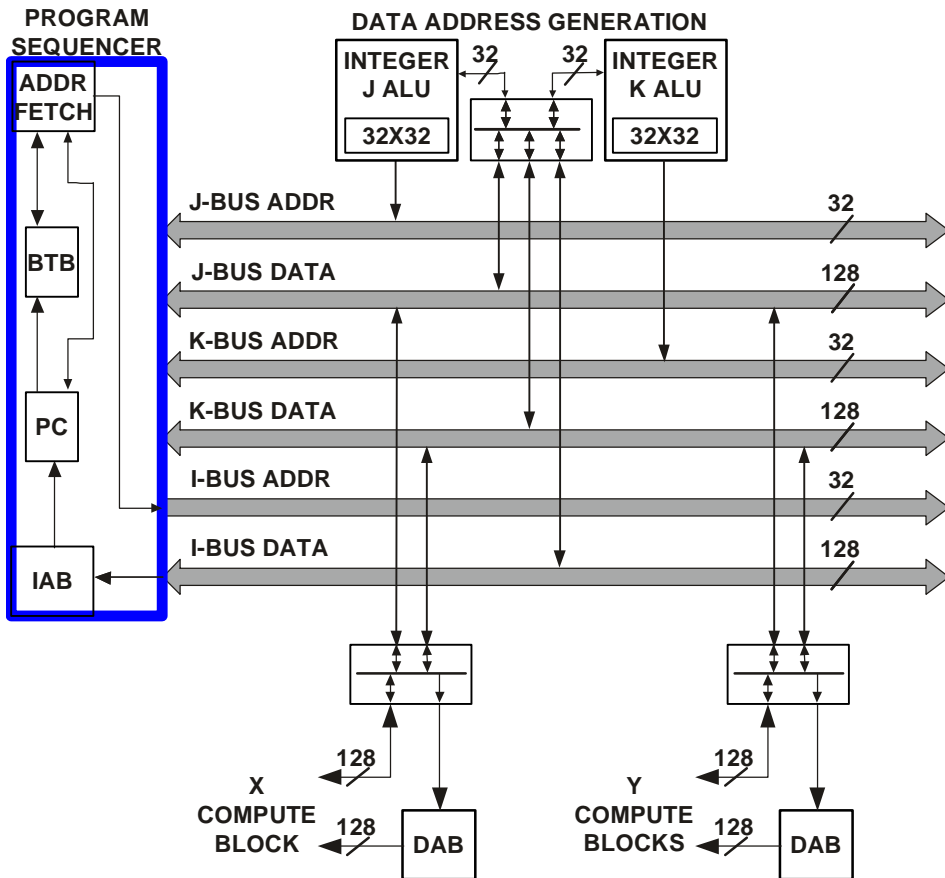 PROGRAM
SEQUENCER
ADDR
FETCH
BTB
PC
IAB
DATA ADDRESS GENERATION
INTEGER
J ALU
32X32
32
32
INTEGER
K ALU
32X32
J-BUS ADDR
32
J-BUS DATA
128
K-BUS ADDR
32
K-BUS DATA
128
I-BUS ADDR
32
I-BUS DATA
128
X
COMPUTE
BLOCK
128
128
DAB
Y
COMPUTE
BLOCKS
128
128
DAB